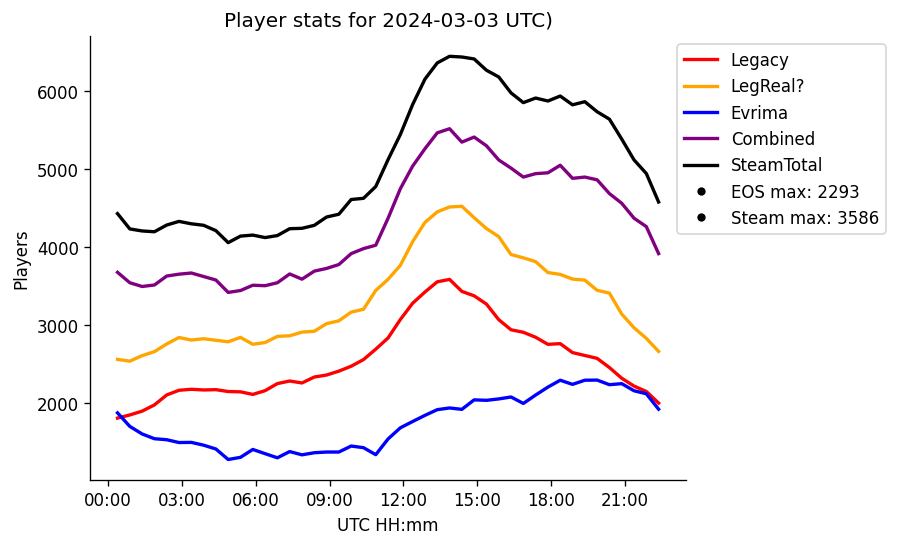 Player stats for 2024-03-03 UTC)
Players
6000
5000
4000
3000
2000
00:00 03:00 06:00 09:00 12:00 15:00 18:00 21:00
UTC HH:mm
Legacy
LegReal?
Evrima
Combined
SteamTotal
EOS max: 2293
Steam max: 3586